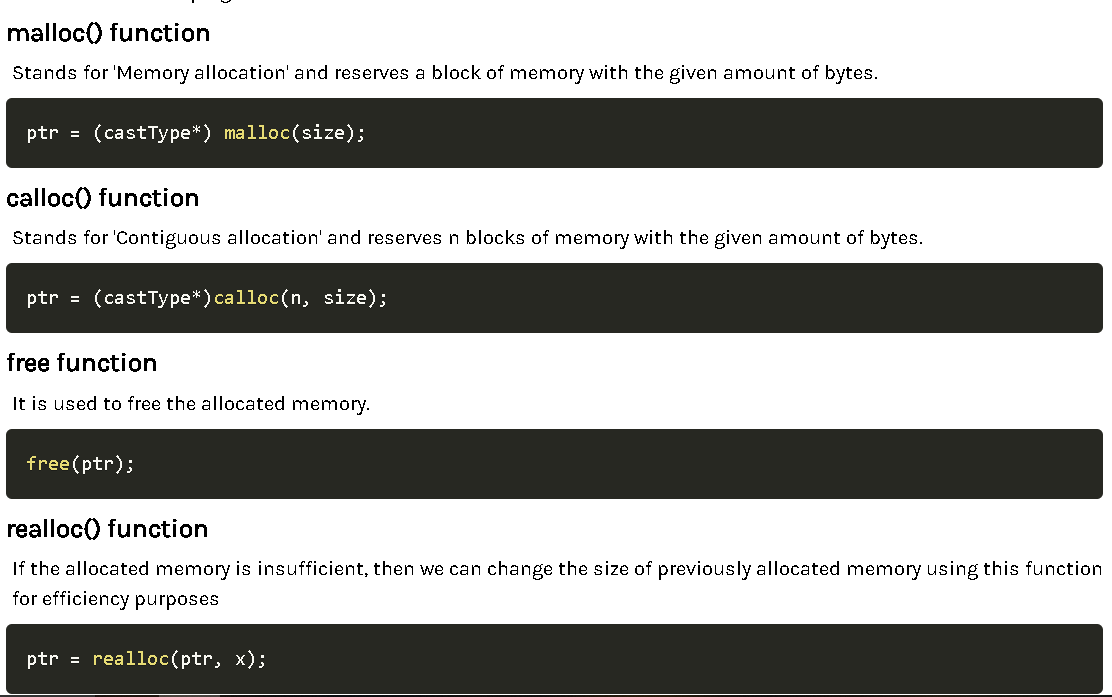 malloc() function
Stands for 'Memory allocation' and reserves a block of memory with the given amount of bytes.
ptr = (castType*) malloc(size);
calloc() function
Stands for 'Contiguous allocation' and reserves n blocks of memory with the given amount of bytes.
ptr = (castType*)calloc(n, size);
free function
It is used to free the allocated memory.
free(ptr);
realloc() function
If the allocated memory is insufficient, then we can change the size of previously allocated memory using this function
for efficiency purposes
ptr = realloc(ptr, x);